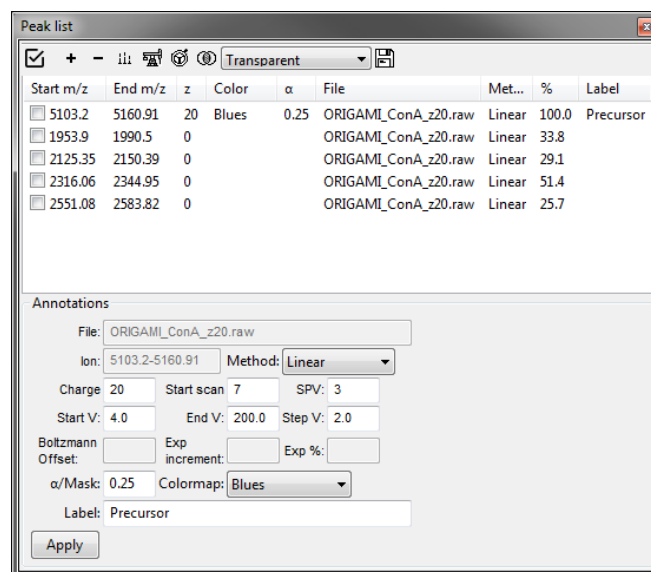 Peak list
Transparent
Start m/z End m/z z Color α File Met... % Label
5103.2 5160.91 20 Blues 0.25 ORIGAMI_ConA_z20.raw Linear 100.0 Precursor
1953.9 1990.5 0 ORIGAMI_ConA_z20.raw Linear 33.8
2125.35 2150.39 0 ORIGAMI_ConA_z20.raw Linear 29.1
2316.06 2344.95 0 ORIGAMI_ConA_z20.raw Linear 51.4
2551.08 2583.82 0 ORIGAMI_ConA_z20.raw Linear 25.7
Annotations
File: ORIGAMI_ConA_z20.raw
Ion: 5103.2-5160.91 Method: Linear
Charge 20 Start scan 7 SPV: 3
Start V: 4.0 End V: 200.0 Step V: 2.0
Boltzmann Offset: Exp increment: Exp %:
α/Mask: 0.25 Colormap: Blues
Label: Precursor
Apply